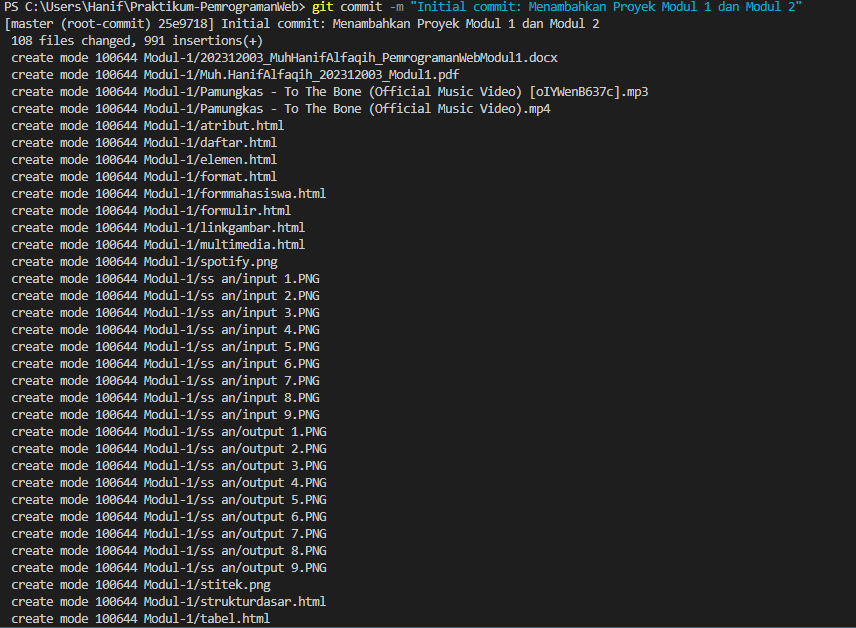 PS C:\Users\Hanif\Praktikum-PemrogramanWeb> git commit -m "Initial commit: Menambahkan Proyek Modul 1 dan Modul 2"
[master (root-commit) 25e9718] Initial commit: Menambahkan Proyek Modul 1 dan Modul 2
 108 files changed, 991 insertions(+)
 create mode 100644 Modul-1/202312003_MuhHanifAlfaqih_PemrogramanWebModul1.docx
 create mode 100644 Modul-1/Muh.HanifAlfaqih_202312003_Modul1.pdf
 create mode 100644 Modul-1/Pamungkas - To The Bone (Official Music Video) [oIYWenB637c].mp3
 create mode 100644 Modul-1/Pamungkas - To The Bone (Official Music Video).mp4
 create mode 100644 Modul-1/atribut.html
 create mode 100644 Modul-1/daftar.html
 create mode 100644 Modul-1/elemen.html
 create mode 100644 Modul-1/format.html
 create mode 100644 Modul-1/formmahasiswa.html
 create mode 100644 Modul-1/formulir.html
 create mode 100644 Modul-1/linkgambar.html
 create mode 100644 Modul-1/multimedia.html
 create mode 100644 Modul-1/spotify.png
 create mode 100644 Modul-1/ss an/input 1.PNG
 create mode 100644 Modul-1/ss an/input 2.PNG
 create mode 100644 Modul-1/ss an/input 3.PNG
 create mode 100644 Modul-1/ss an/input 4.PNG
 create mode 100644 Modul-1/ss an/input 5.PNG
 create mode 100644 Modul-1/ss an/input 6.PNG
 create mode 100644 Modul-1/ss an/input 7.PNG
 create mode 100644 Modul-1/ss an/input 8.PNG
 create mode 100644 Modul-1/ss an/input 9.PNG
 create mode 100644 Modul-1/ss an/output 1.PNG
 create mode 100644 Modul-1/ss an/output 2.PNG
 create mode 100644 Modul-1/ss an/output 3.PNG
 create mode 100644 Modul-1/ss an/output 4.PNG
 create mode 100644 Modul-1/ss an/output 5.PNG
 create mode 100644 Modul-1/ss an/output 6.PNG
 create mode 100644 Modul-1/ss an/output 7.PNG
 create mode 100644 Modul-1/ss an/output 8.PNG
 create mode 100644 Modul-1/ss an/output 9.PNG
 create mode 100644 Modul-1/stitek.png
 create mode 100644 Modul-1/strukturdasar.html
 create mode 100644 Modul-1/tabel.html